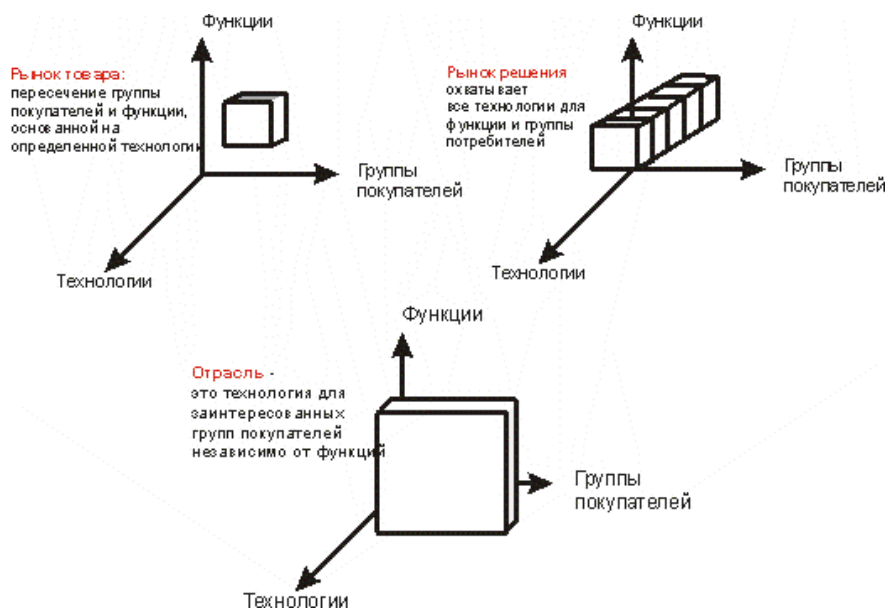 Функции
Рынок товара:
пересечение группы
покупателей и функции,
основанной на
определенной технологии
Группы
покупателей
Технологии
Функции
Рынок решения
охватывает
все технологии для
функции и группы
потребителей
Группы
покупателей
Технологии
Функции
Отрасль -
это технология для
заинтересованных
групп покупателей
независимо от функций
Группы
покупателей
Технологии